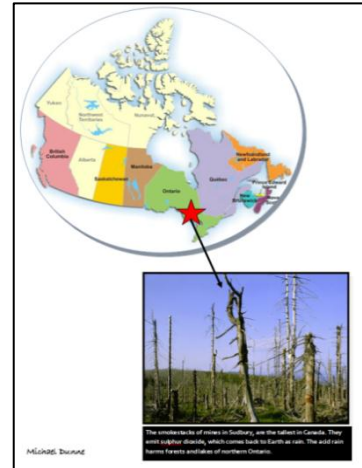 Yukon
Northwest
Territories
Nunavut
British
Columbia
Alberta
Saskatchewan
Manitoba
Ontario
Québec
Newfoundland
and Labrador
Prince Edward
Island
New
Brunswick
The smokestacks of mines in Sudbury, are the tallest in Canada. They
emit sulphur dioxide, which comes back to Earth as rain. The acid rain
harms forests and lakes of northern Ontario.
Michael Dunne